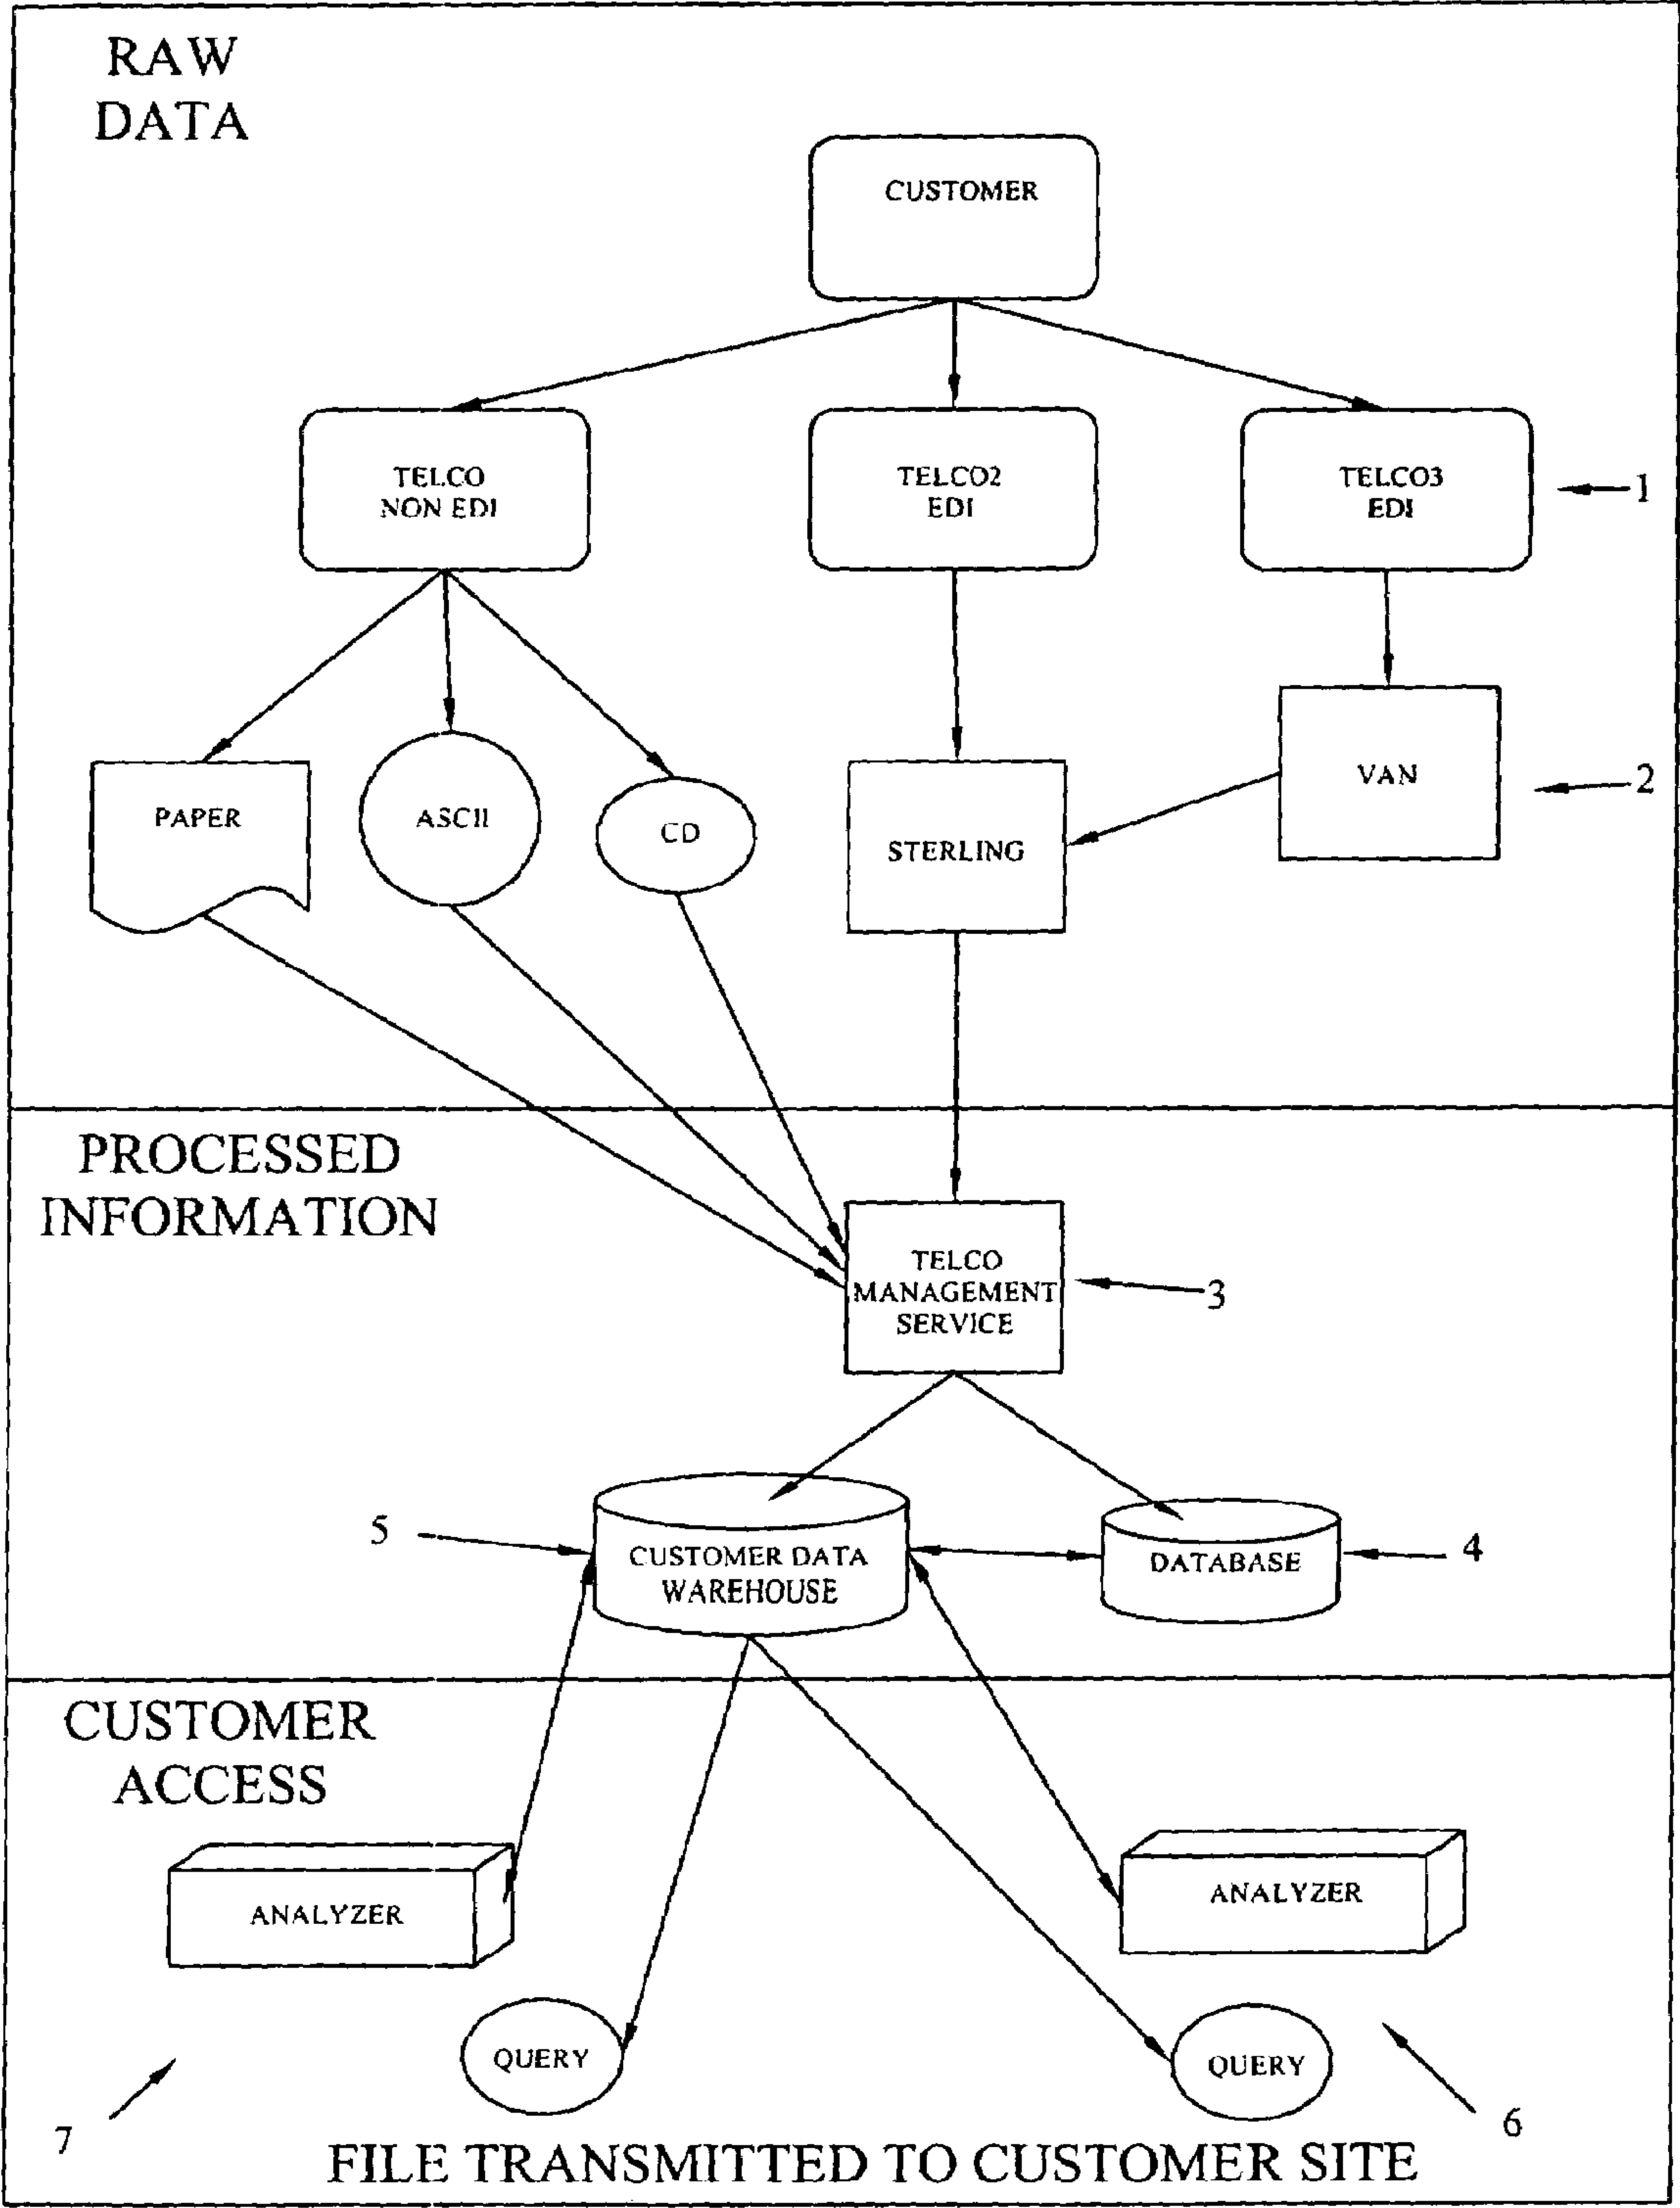 RAW
DATA
CUSTOMER
TELCO
NON EDI
TELCO2
EDI
TELCO3
EDI
1
PAPER
ASCII
CD
STERLING
VAN
2
PROCESSED
INFORMATION
TELCO
MANAGEMENT
SERVICE
3
5
CUSTOMER DATA
WAREHOUSE
DATABASE
4
CUSTOMER
ACCESS
ANALYZER
ANALYZER
QUERY
QUERY
7
6
FILE TRANSMITTED TO CUSTOMER SITE